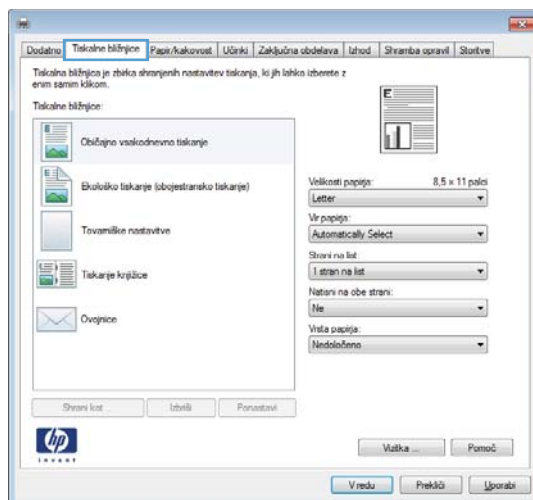 Dodatno Tiskalne bližnjice Papir/kakovost Učinki Zaključna obdelava Izhod Shramba opravil Storitve
Tiskalna bližnjica je zbirka shranjenih nastavitev tiskanja, ki jih lahko izberete z
enim samim klikom.
Tiskalne bližnjice:
E
Običajno vsakodnevno tiskanje
Ekološko tiskanje (obojestransko tiskanje)
Tovarniške nastavitve
Tiskanje knjižice
Ovojnice
Velikosti papirja: 8,5 × 11 palci
Letter
Vir papirja:
Automatically Select
Strani na list:
1 stran na list
Natisni na obe strani:
Ne
Vrsta papirja:
Nedoločeno
Shrani kot ... Izbriši Ponastavi
hp
invent
Vizitka ... Pomoč
V redu Prekliči Uporabi